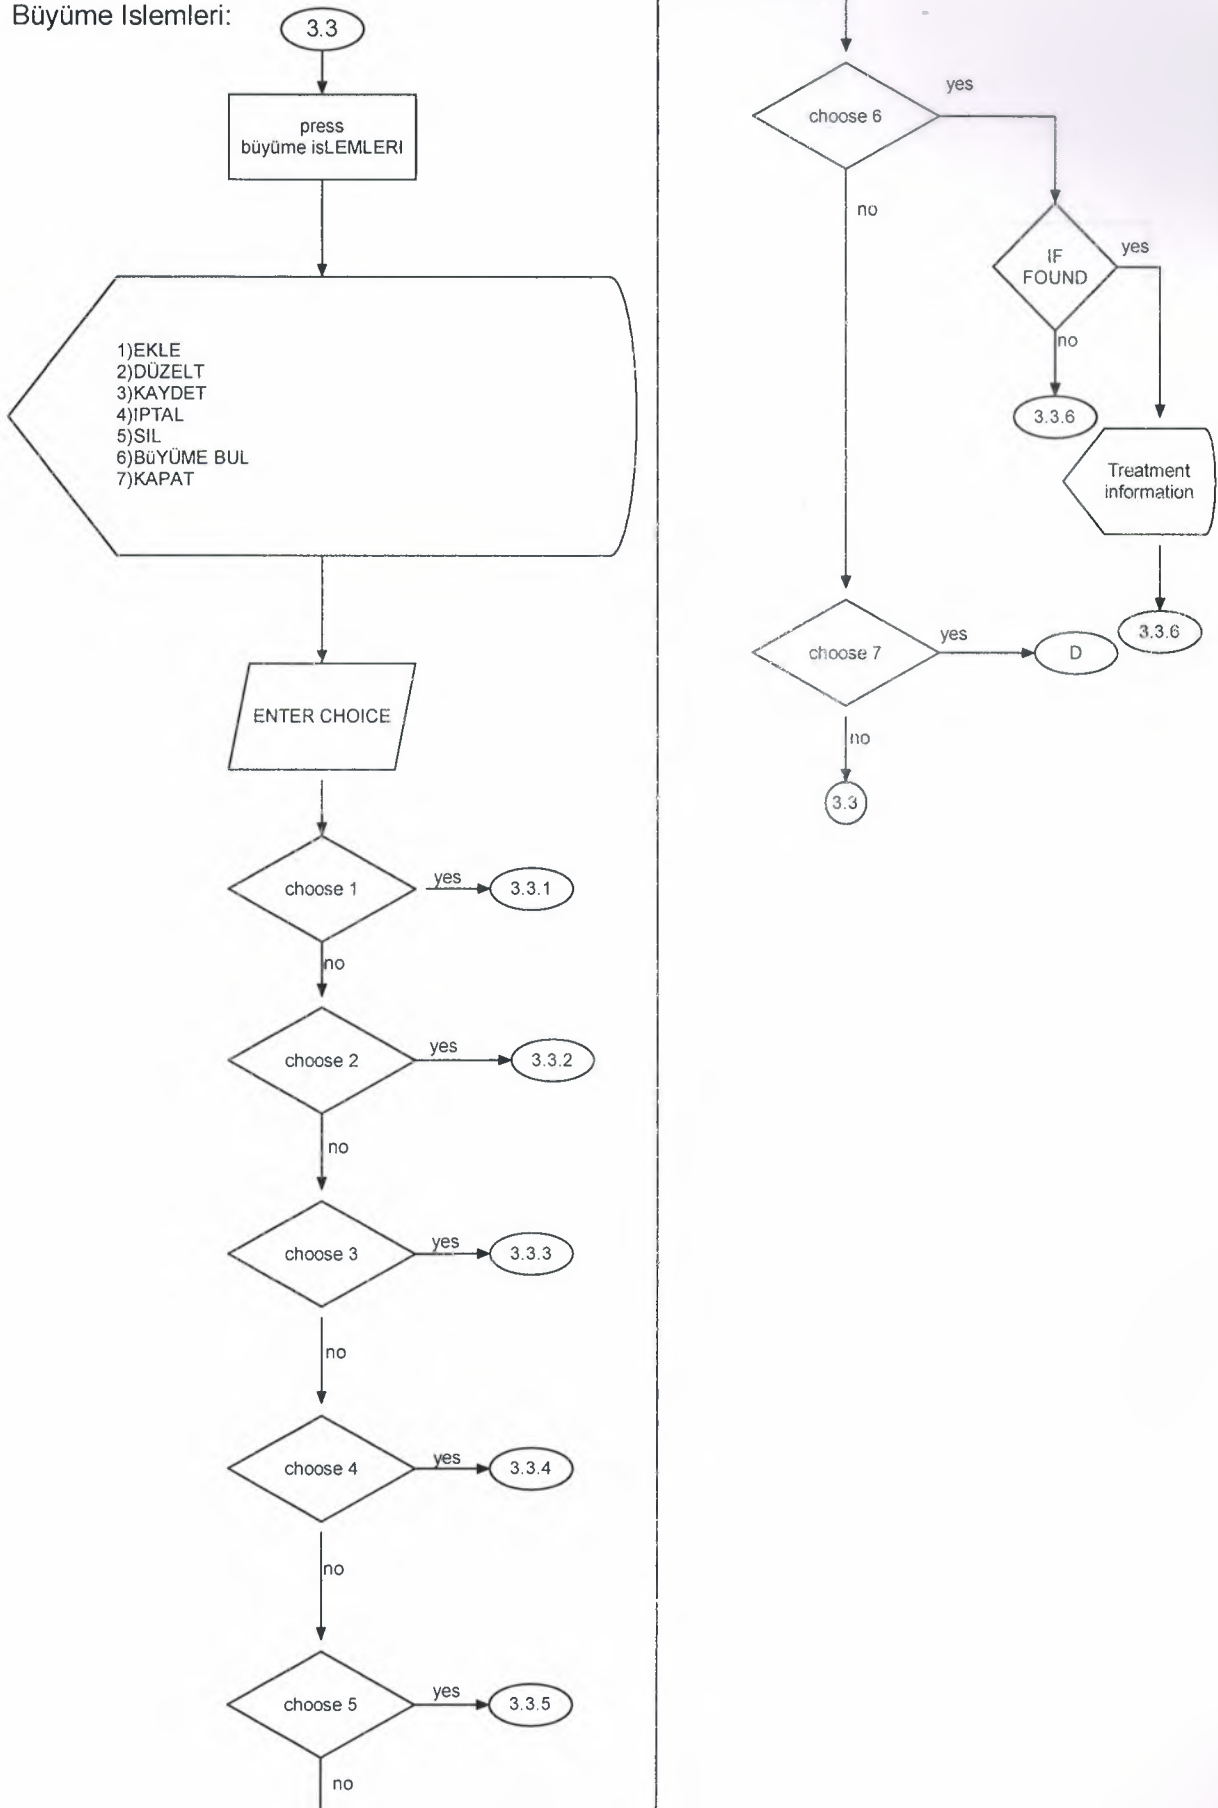 Büyüme Islemleri:
3.3
press
büyüme isLEMLERI
1)EKLE
2)DÜZELT
3)KAYDET
4)IPTAL
5)SIL
6)BüYÜME BUL
7)KAPAT
ENTER CHOICE
choose 1
yes
3.3.1
no
choose 2
yes
3.3.2
no
choose 3
yes
3.3.3
no
choose 4
yes
3.3.4
no
choose 5
yes
3.3.5
no
choose 6
yes
no
IF
FOUND
yes
no
3.3.6
Treatment
information
3.3.6
choose 7
yes
D
no
3.3